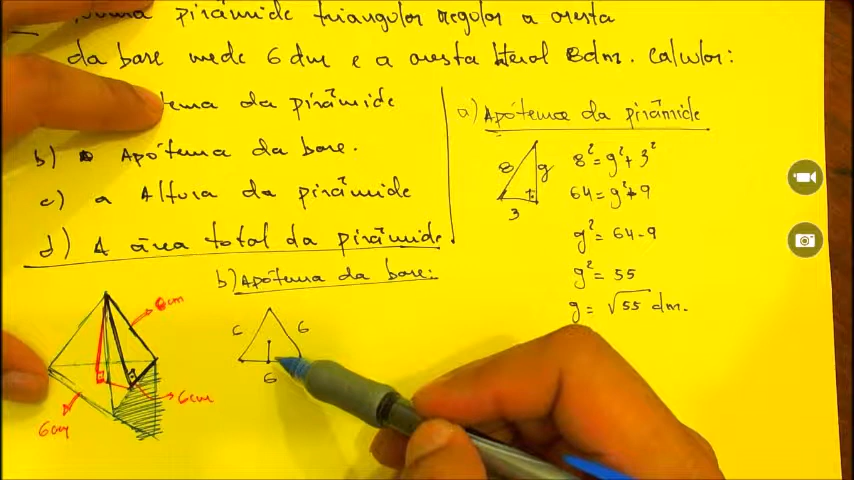 pirâmide triangular regular a aresta
da base mede 6 dm e a aresta lateral 8dm. Calcular:
tema da pirâmide
b) Apótema da base.
c) a Altura da pirâmide
d) A área total da pirâmide
a) Apótema da pirâmide
8 g
3
8² = g² + 3²
64 = g² + 9
g² = 64 - 9
g² = 55
g = √55 dm.
b) Apótema da base:
6 6
6
cm
6cm
6cm